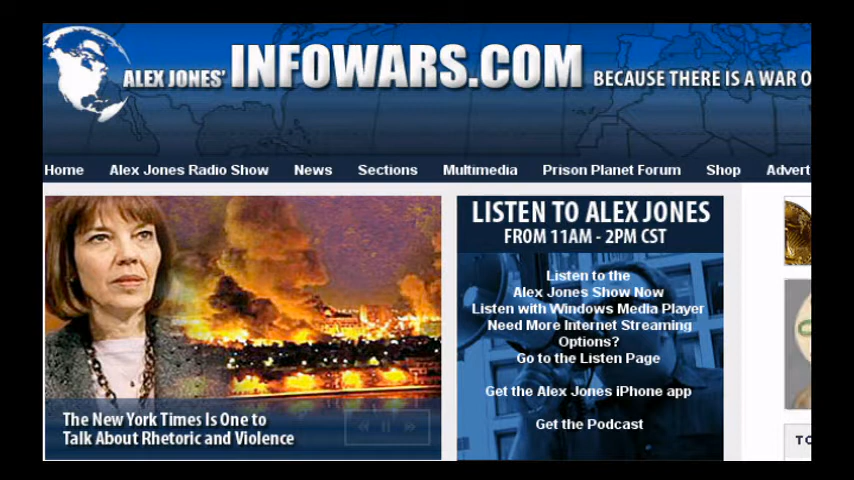 ALEX JONES' INFOWARS.COM BECAUSE THERE IS A WAR O
Home Alex Jones Radio Show News Sections Multimedia Prison Planet Forum Shop Advert
LISTEN TO ALEX JONES
FROM 11AM - 2PM CST
Listen to the
Alex Jones Show Now
Listen with Windows Media Player
Need More Internet Streaming
Options?
Go to the Listen Page
Get the Alex Jones iPhone app
Get the Podcast
The New York Times Is One to
Talk About Rhetoric and Violence
TO